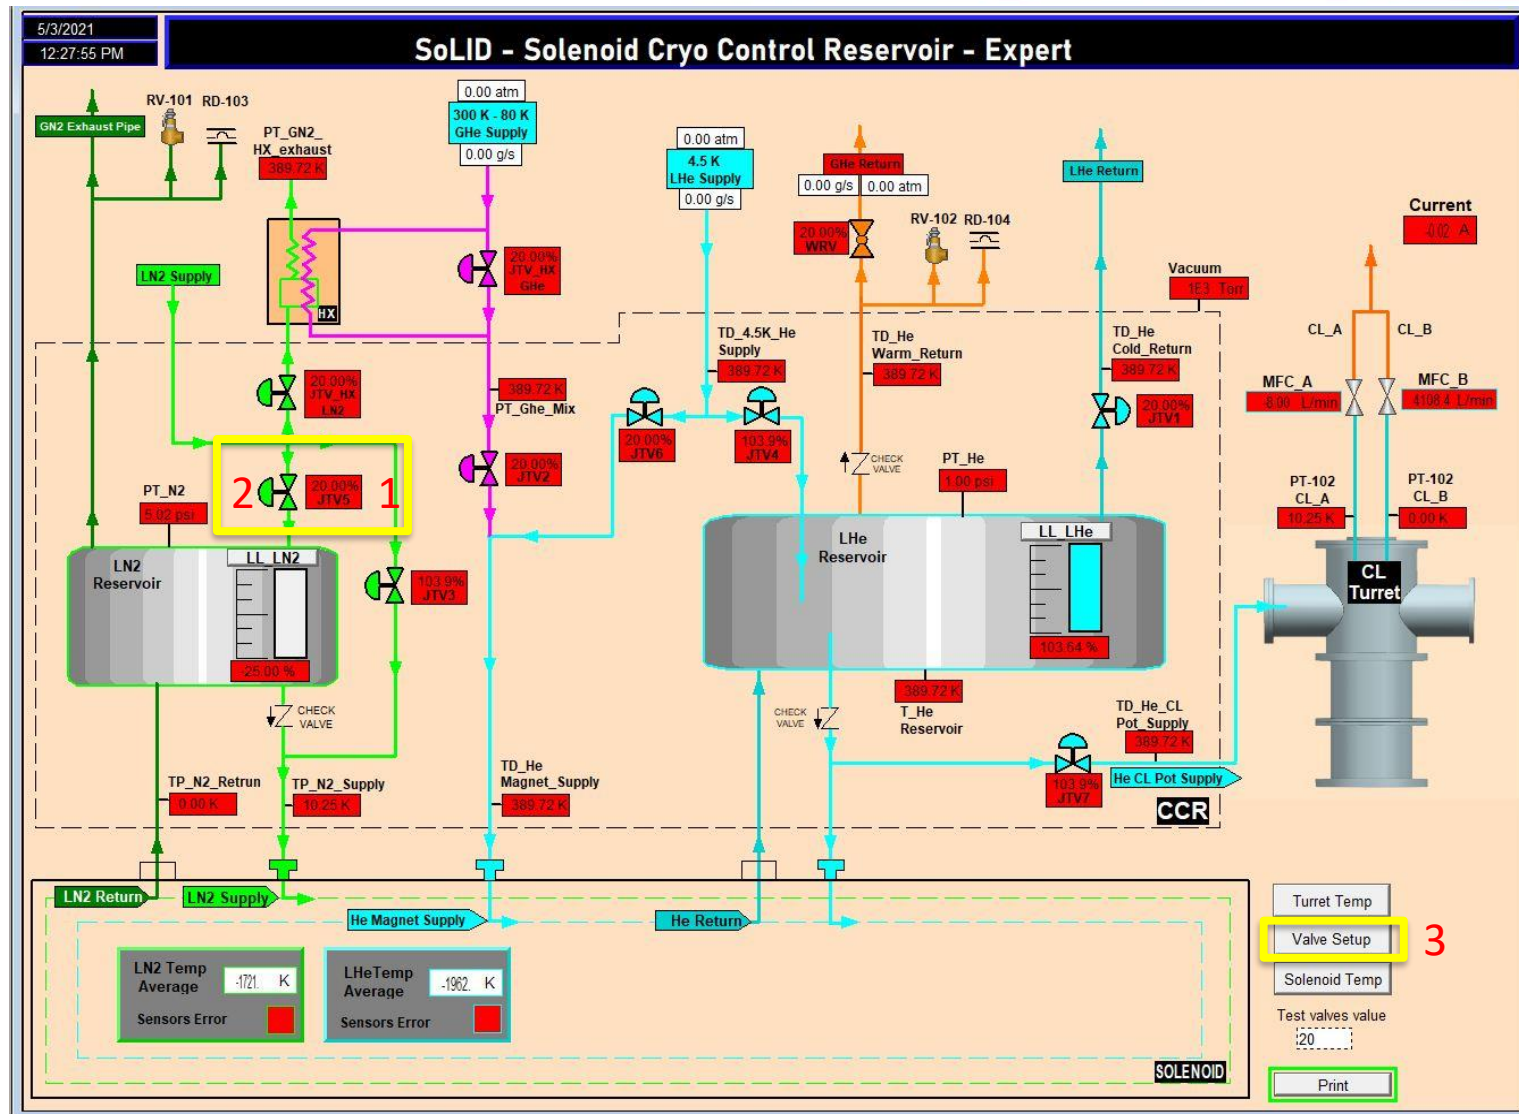 5/3/2021
12:27:55 PM
SoLID - Solenoid Cryo Control Reservoir - Expert
GN2 Exhaust Pipe
RV-101 RD-103
PT_GN2_
HX_exhaust
389.72 K
0.00 atm
300 K - 80 K
GHe Supply
0.00 g/s
0.00 atm
4.5 K
LHe Supply
0.00 g/s
GHe Return
0.00 g/s 0.00 atm
LHe Return
Current
-0.02 A
RV-102 RD-104
20.00%
WRV
LN2 Supply
HX
20.00%
JTV_HX
GHe
Vacuum
1E3 Torr
20.00%
JTV_HX
LN2
389.72 K
PT_Ghe_Mix
TD_4.5K_He
Supply
389.72 K
TD_He
Warm_Return
389.72 K
TD_He
Cold_Return
389.72 K
CL_A
CL_B
MFC_A
-8.00 L/min
MFC_B
4108.4 L/min
20.00%
JTV6
103.9%
JTV4
20.00%
JTV1
2
20.00%
JTV5
1
20.00%
JTV2
CHECK
VALVE
PT_N2
5.02 psi
PT_He
1.00 psi
PT-102
CL_A
10.25 K
PT-102
CL_B
0.00 K
LN2
Reservoir
LL_LN2
-25.00 %
103.9%
JTV3
LHe
Reservoir
LL_LHe
103.64 %
CL
Turret
CHECK
VALVE
CHECK
VALVE
389.72 K
T_He
Reservoir
TD_He_CL
Pot_Supply
389.72 K
He CL Pot Supply
103.9%
JTV7
CCR
TP_N2_Retrun
0.00 K
TP_N2_Supply
10.25 K
TD_He
Magnet_Supply
389.72 K
LN2 Return
LN2 Supply
He Magnet Supply
He Return
LN2 Temp
Average
-1721. K
Sensors Error
LHeTemp
Average
-1962. K
Sensors Error
SOLENOID
Turret Temp
Valve Setup
3
Solenoid Temp
Test valves value
20
Print